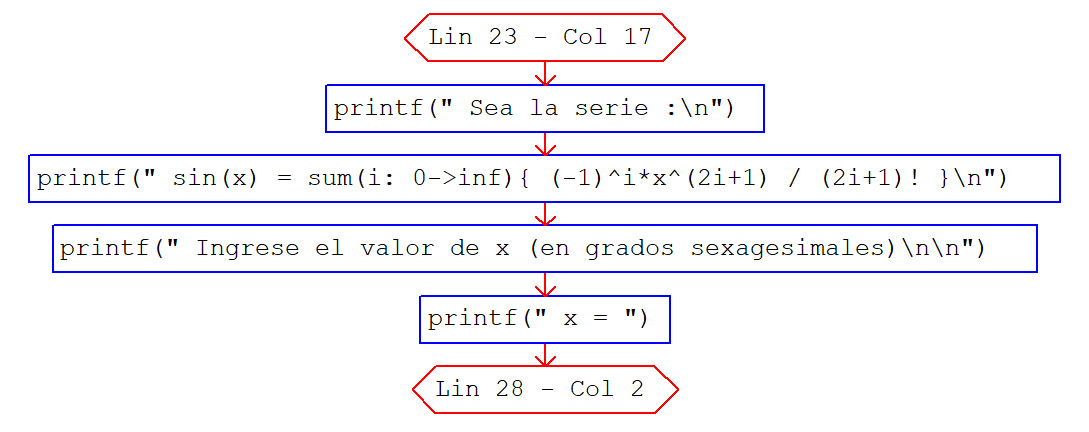 Lin 23 - Col 17
printf(" Sea la serie :\n")
printf(" sin(x) = sum(i: 0->inf){ (-1)^i*x^(2i+1) / (2i+1)! }\n")
printf(" Ingrese el valor de x (en grados sexagesimales)\n\n")
printf(" x = ")
Lin 28 - Col 2